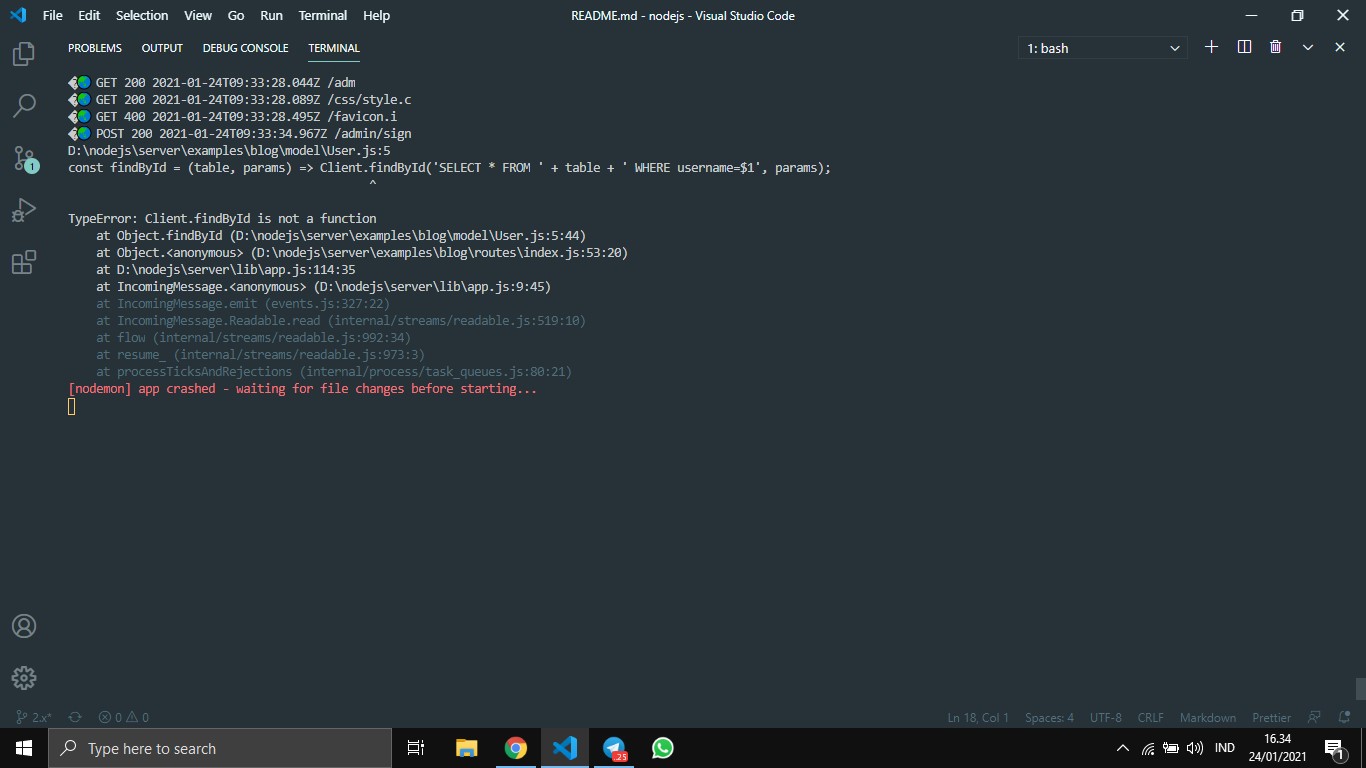 File Edit Selection View Go Run Terminal Help README.md - nodejs - Visual Studio Code
PROBLEMS OUTPUT DEBUG CONSOLE TERMINAL 1: bash
GET 200 2021-01-24T09:33:28.044Z /adm
GET 200 2021-01-24T09:33:28.089Z /css/style.c
GET 400 2021-01-24T09:33:28.495Z /favicon.i
POST 200 2021-01-24T09:33:34.967Z /admin/sign
D:\nodejs\server\examples\blog\model\User.js:5
const findById = (table, params) => Client.findById('SELECT * FROM ' + table + ' WHERE username=$1', params);
^
TypeError: Client.findById is not a function
at Object.findById (D:\nodejs\server\examples\blog\model\User.js:5:44)
at Object.<anonymous> (D:\nodejs\server\examples\blog\routes\index.js:53:20)
at D:\nodejs\server\lib\app.js:114:35
at IncomingMessage.<anonymous> (D:\nodejs\server\lib\app.js:9:45)
at IncomingMessage.emit (events.js:327:22)
at IncomingMessage.Readable.read (internal/streams/readable.js:519:10)
at flow (internal/streams/readable.js:992:34)
at resume_ (internal/streams/readable.js:973:3)
at processTicksAndRejections (internal/process/task_queues.js:80:21)
[nodemon] app crashed - waiting for file changes before starting...
1
2.x* 0 0 Ln 18, Col 1 Spaces: 4 UTF-8 CRLF Markdown Prettier
Type here to search 25 IND 16.34
24/01/2021 1